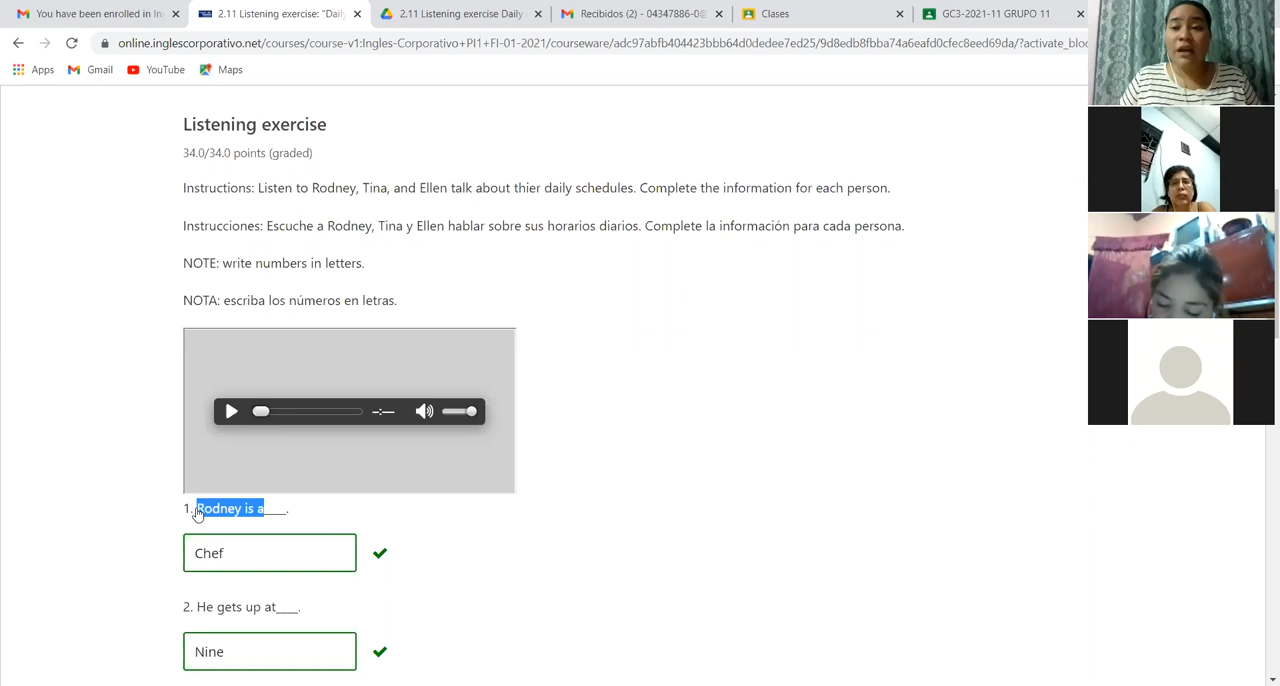 You have been enrolled in In
2.11 Listening exercise: "Daily
2.11 Listening exercise Daily
Recibidos (2) - 04347886-0@
Clases
GC3-2021-11 GRUPO 11
online.inglescorporativo.net/courses/course-v1:Ingles-Corporativo+PI1+FI-01-2021/courseware/adc97abfb404423bbb64d0dedee7ed25/9d8edb8fbba74a6eafd0cfec8eed69da/?activate_bloc
Apps
Gmail
YouTube
Maps
Listening exercise
34.0/34.0 points (graded)
Instructions: Listen to Rodney, Tina, and Ellen talk about thier daily schedules. Complete the information for each person.
Instrucciones: Escuche a Rodney, Tina y Ellen hablar sobre sus horarios diarios. Complete la información para cada persona.
NOTE: write numbers in letters.
NOTA: escriba los números en letras.
-:--
1. Rodney is a____.
Chef
2. He gets up at____.
Nine